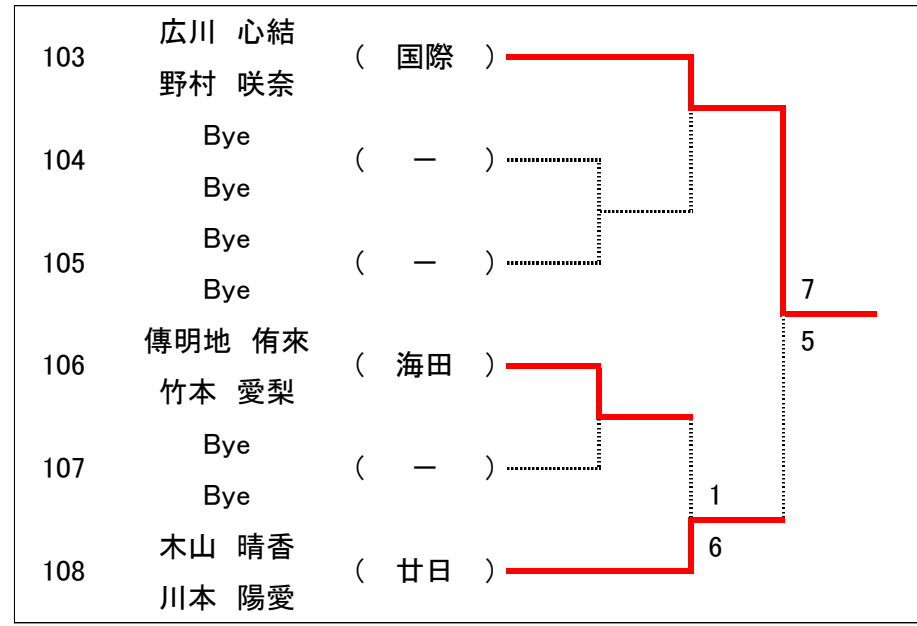 広川 心結
103 ( 国際 )
野村 咲奈
Bye
104 ( ー )
Bye
Bye
105 ( ー )
Bye
7
5
傳明地 侑來
106 ( 海田 )
竹本 愛梨
Bye
107 ( ー )
Bye
1
6
木山 晴香
108 ( 廿日 )
川本 陽愛